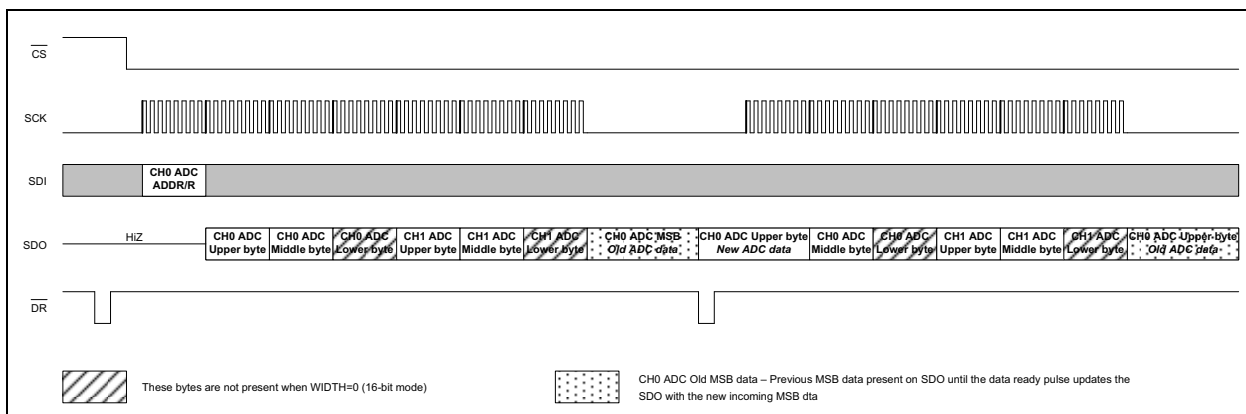 CS
SCK
SDI
CH0 ADC
ADDR/R
SDO
HiZ
CH0 ADC
Upper byte
CH0 ADC
Middle byte
CH0 ADC
Lower byte
CH1 ADC
Upper byte
CH1 ADC
Middle byte
CH1 ADC
Lower byte
CH0 ADC MSB
Old ADC data
CH0 ADC Upper byte
New ADC data
CH0 ADC
Middle byte
CH0 ADC
Lower byte
CH1 ADC
Upper byte
CH1 ADC
Middle byte
CH1 ADC
Lower byte
CH0 ADC Upper byte
Old ADC data
DR
These bytes are not present when WIDTH=0 (16-bit mode)
CH0 ADC Old MSB data – Previous MSB data present on SDO until the data ready pulse updates the
SDO with the new incoming MSB dta